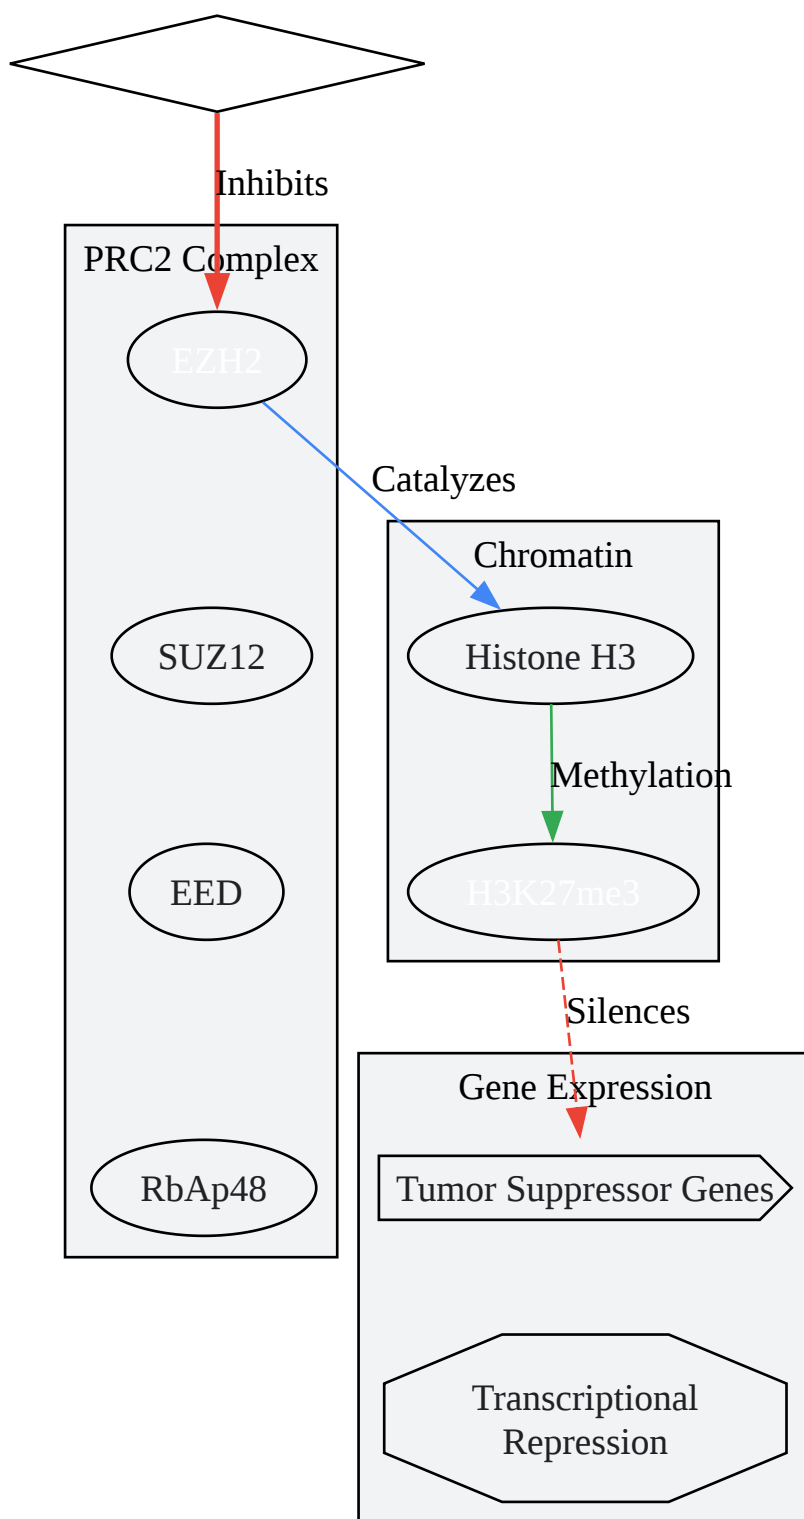 Inhibits
PRC2 Complex
EZH2
Catalyzes
Chromatin
SUZ12
Histone H3
Methylation
EED
H3K27me3
Silences
Gene Expression
RbAp48
Tumor Suppressor Genes
Transcriptional
Repression